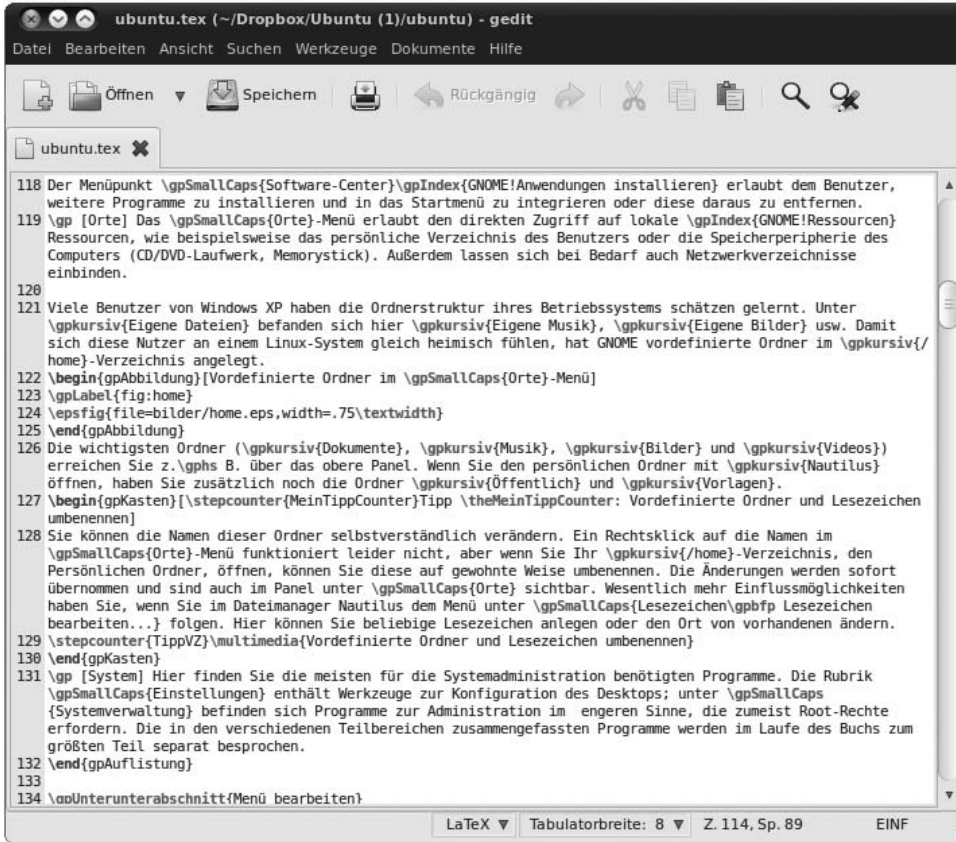 ubuntu.tex (~/Dropbox/Ubuntu (1)/ubuntu) - gedit
Datei Bearbeiten Ansicht Suchen Werkzeuge Dokumente Hilfe
Öffnen Speichern Rückgängig
ubuntu.tex
118 Der Menüpunkt \gpSmallCaps{Software-Center}\gpIndex{GNOME!Anwendungen installieren} erlaubt dem Benutzer,
weitere Programme zu installieren und in das Startmenü zu integrieren oder diese daraus zu entfernen.
119 \gp [Orte] Das \gpSmallCaps{Orte}-Menü erlaubt den direkten Zugriff auf lokale \gpIndex{GNOME!Ressourcen}
Ressourcen, wie beispielsweise das persönliche Verzeichnis des Benutzers oder die Speicherperipherie des
Computers (CD/DVD-Laufwerk, Memorystick). Außerdem lassen sich bei Bedarf auch Netzwerkverzeichnisse
einbinden.
120
121 Viele Benutzer von Windows XP haben die Ordnerstruktur ihres Betriebssystems schätzen gelernt. Unter
\gpkursiv{Eigene Dateien} befanden sich hier \gpkursiv{Eigene Musik}, \gpkursiv{Eigene Bilder} usw. Damit
sich diese Nutzer an einem Linux-System gleich heimisch fühlen, hat GNOME vordefinierte Ordner im \gpkursiv{/
home}-Verzeichnis angelegt.
122 \begin{gpAbbildung}[Vordefinierte Ordner im \gpSmallCaps{Orte}-Menü]
123 \gpLabel{fig:home}
124 \epsfig{file=bilder/home.eps,width=.75\textwidth}
125 \end{gpAbbildung}
126 Die wichtigsten Ordner (\gpkursiv{Dokumente}, \gpkursiv{Musik}, \gpkursiv{Bilder} und \gpkursiv{Videos})
erreichen Sie z.\gphs B. über das obere Panel. Wenn Sie den persönlichen Ordner mit \gpkursiv{Nautilus}
öffnen, haben Sie zusätzlich noch die Ordner \gpkursiv{Öffentlich} und \gpkursiv{Vorlagen}.
127 \begin{gpKasten}[\stepcounter{MeinTippCounter}Tipp \theMeinTippCounter: Vordefinierte Ordner und Lesezeichen
umbenennen]
128 Sie können die Namen dieser Ordner selbstverständlich verändern. Ein Rechtsklick auf die Namen im
\gpSmallCaps{Orte}-Menü funktioniert leider nicht, aber wenn Sie Ihr \gpkursiv{/home}-Verzeichnis, den
Persönlichen Ordner, öffnen, können Sie diese auf gewohnte Weise umbenennen. Die Änderungen werden sofort
übernommen und sind auch im Panel unter \gpSmallCaps{Orte} sichtbar. Wesentlich mehr Einflussmöglichkeiten
haben Sie, wenn Sie im Dateimanager Nautilus dem Menü unter \gpSmallCaps{Lesezeichen\gpbfp Lesezeichen
bearbeiten...} folgen. Hier können Sie beliebige Lesezeichen anlegen oder den Ort von vorhandenen ändern.
129 \stepcounter{TippVZ}\multimedia{Vordefinierte Ordner und Lesezeichen umbenennen}
130 \end{gpKasten}
131 \gp [System] Hier finden Sie die meisten für die Systemadministration benötigten Programme. Die Rubrik
\gpSmallCaps{Einstellungen} enthält Werkzeuge zur Konfiguration des Desktops; unter \gpSmallCaps
{Systemverwaltung} befinden sich Programme zur Administration im  engeren Sinne, die zumeist Root-Rechte
erfordern. Die in den verschiedenen Teilbereichen zusammengefassten Programme werden im Laufe des Buchs zum
größten Teil separat besprochen.
132 \end{gpAuflistung}
133
134 \gpUnterunterabschnitt{Menü bearbeiten}
LaTeX Tabulatorbreite: 8 Z. 114, Sp. 89 EINF